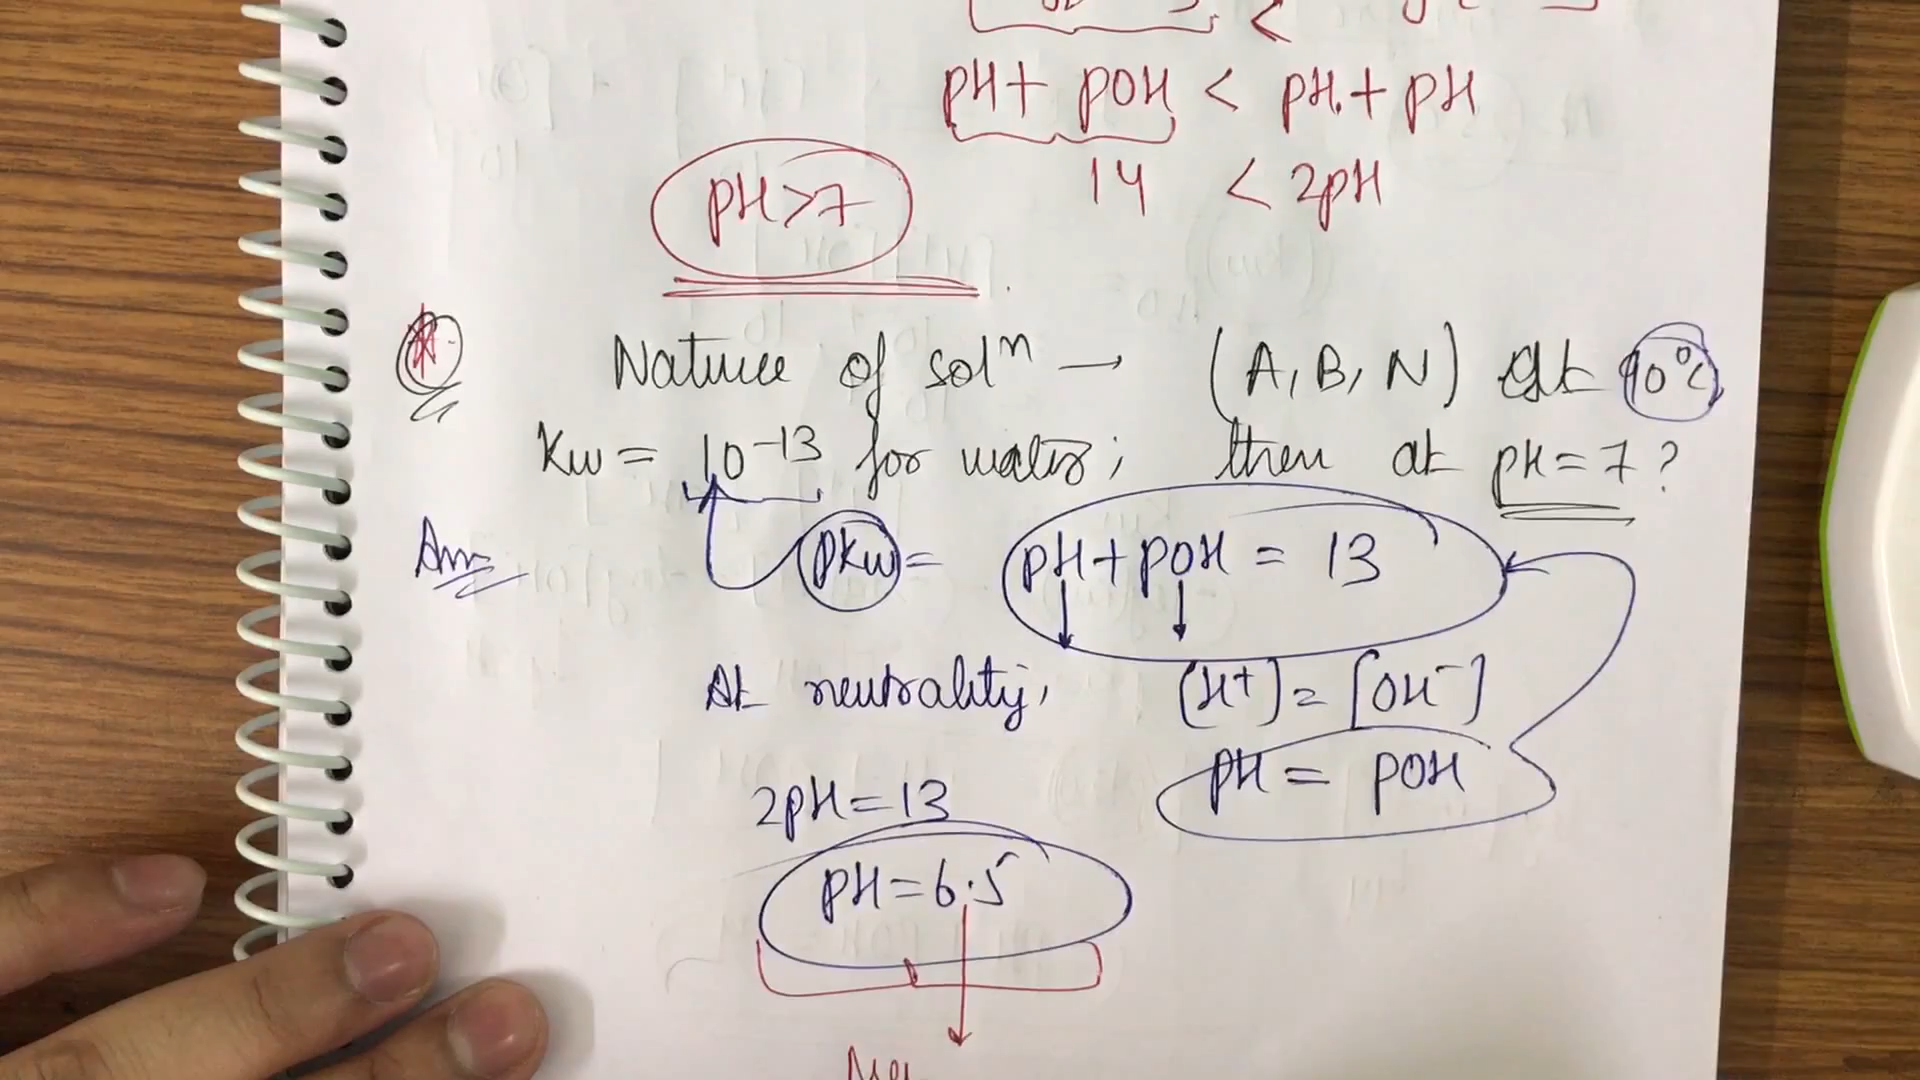 <
pH + pOH < pH + pH
14 < 2pH
pH>7
Nature of solⁿ → (A, B, N) at 90°C
Kw = 10⁻¹³ for water; then at pH=7?
Ans pKw = pH + pOH = 13
At neutrality, [H⁺] = [OH⁻]
pH = pOH
2pH=13
pH=6.5